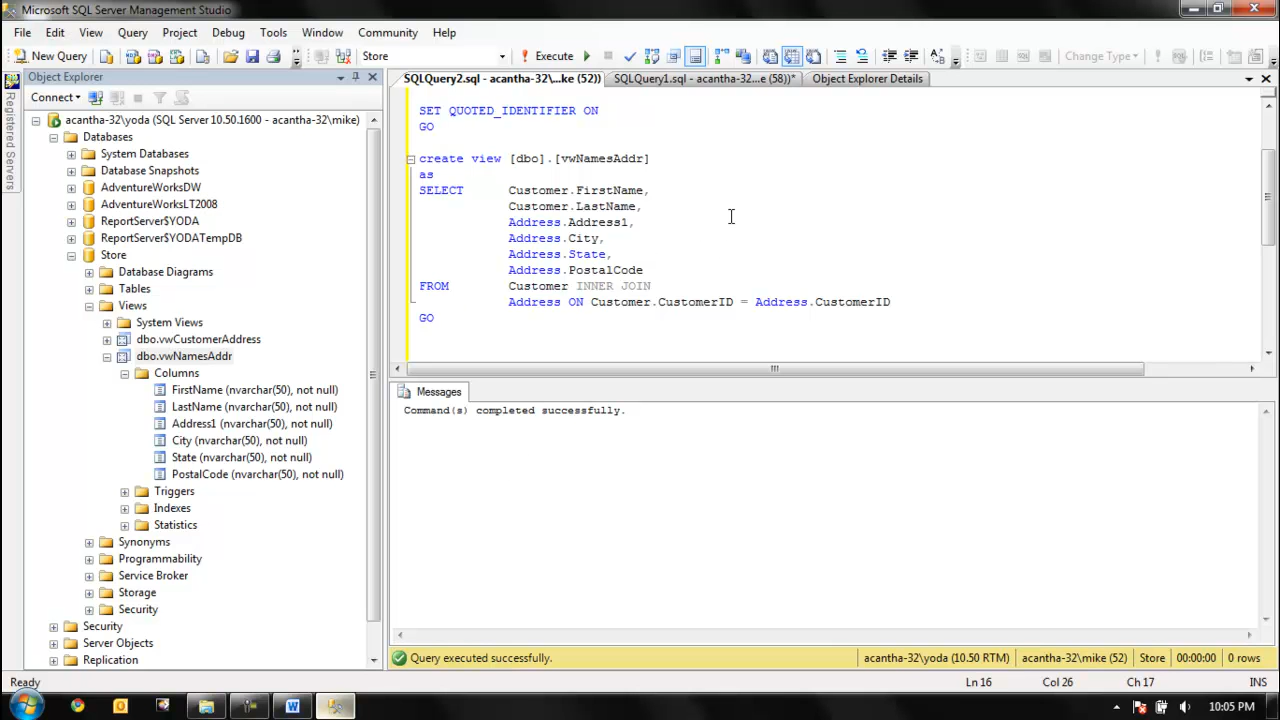 Microsoft SQL Server Management Studio
File Edit View Query Project Debug Tools Window Community Help
New Query Store Execute Change Type
Object Explorer
SQLQuery2.sql - acantha-32\...ke (52)) SQLQuery1.sql - acantha-32...e (58))* Object Explorer Details
Registered Servers
Connect
acantha-32\yoda (SQL Server 10.50.1600 - acantha-32\mike)
Databases
System Databases
Database Snapshots
AdventureWorksDW
AdventureWorksLT2008
ReportServer$YODA
ReportServer$YODATempDB
Store
Database Diagrams
Tables
Views
System Views
dbo.vwCustomerAddress
dbo.vwNamesAddr
Columns
FirstName (nvarchar(50), not null)
LastName (nvarchar(50), not null)
Address1 (nvarchar(50), not null)
City (nvarchar(50), not null)
State (nvarchar(50), not null)
PostalCode (nvarchar(50), not null)
Triggers
Indexes
Statistics
Synonyms
Programmability
Service Broker
Storage
Security
Security
Server Objects
Replication
SET QUOTED_IDENTIFIER ON
GO
create view [dbo].[vwNamesAddr]
as
SELECT Customer.FirstName,
Customer.LastName,
Address.Address1,
Address.City,
Address.State,
Address.PostalCode
FROM Customer INNER JOIN
Address ON Customer.CustomerID = Address.CustomerID
GO
Messages
Command(s) completed successfully.
Query executed successfully. acantha-32\yoda (10.50 RTM) acantha-32\mike (52) Store 00:00:00 0 rows
Ready Ln 16 Col 26 Ch 17 INS
10:05 PM